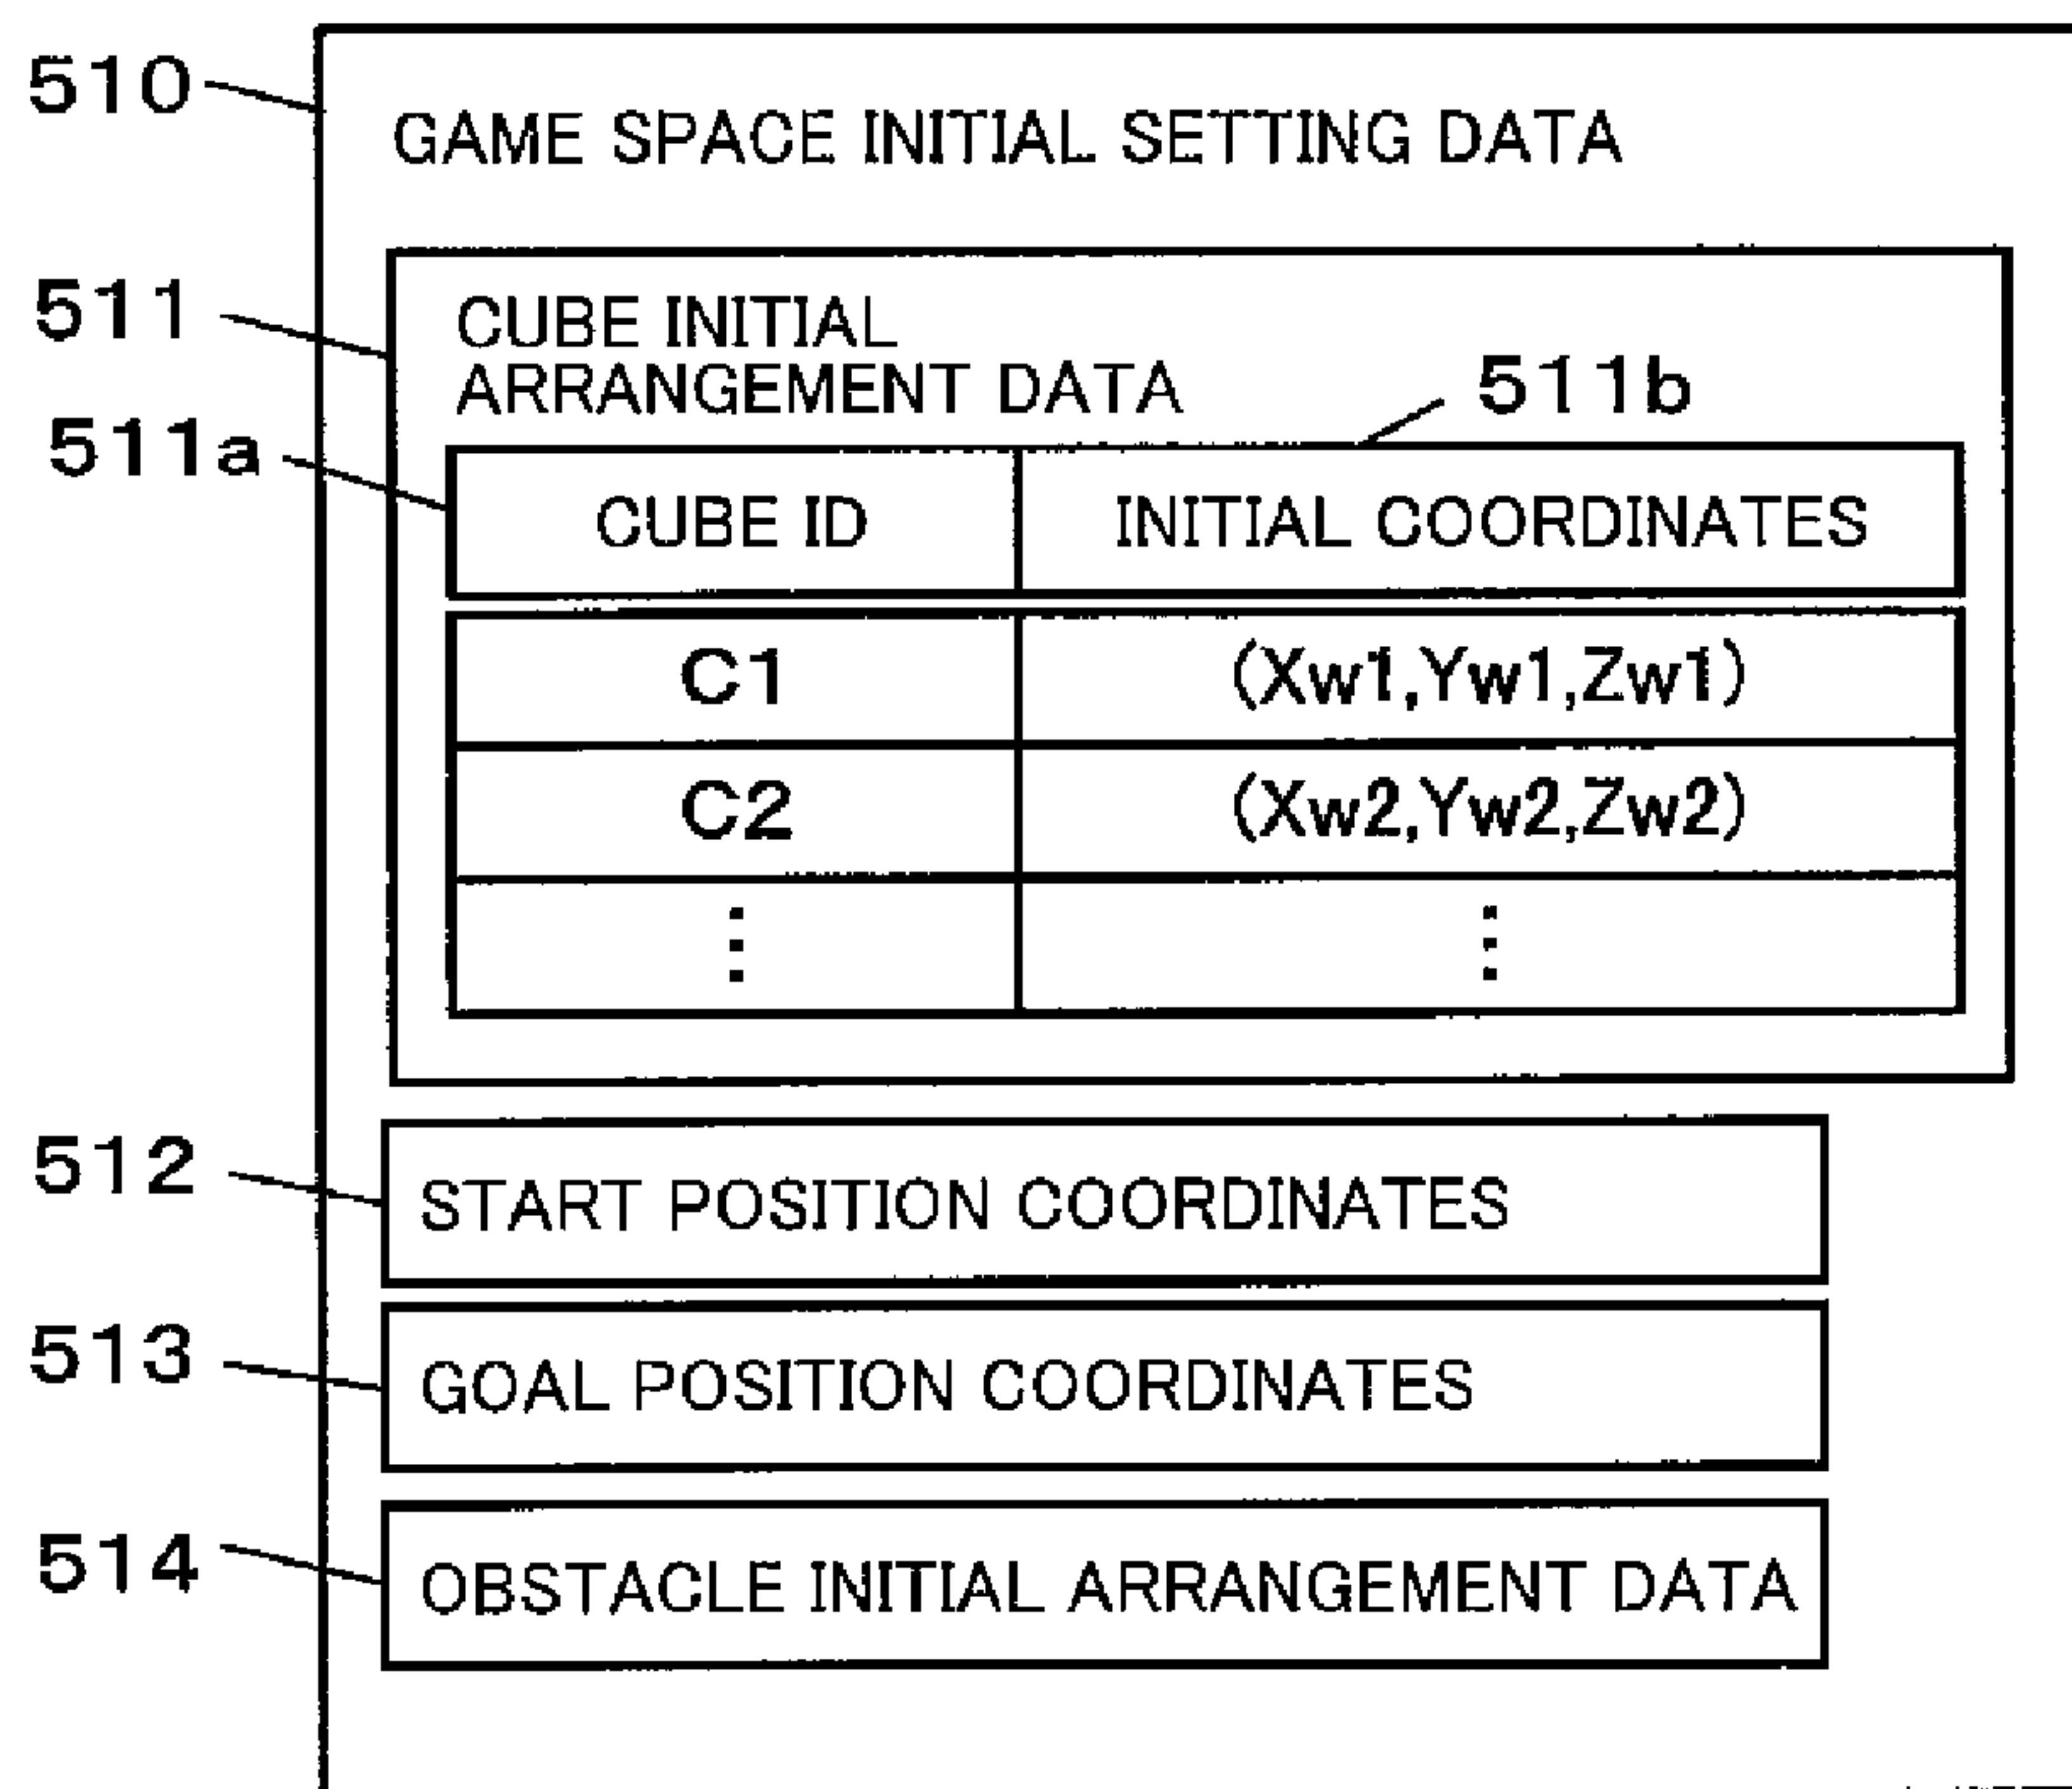 510
GAME SPACE INITIAL SETTING DATA
511
CUBE INITIAL
ARRANGEMENT DATA
511b
511a
CUBE ID INITIAL COORDINATES
C1 (Xw1,Yw1,Zw1)
C2 (Xw2,Yw2,Zw2)
⋮ ⋮
512
START POSITION COORDINATES
513
GOAL POSITION COORDINATES
514
OBSTACLE INITIAL ARRANGEMENT DATA